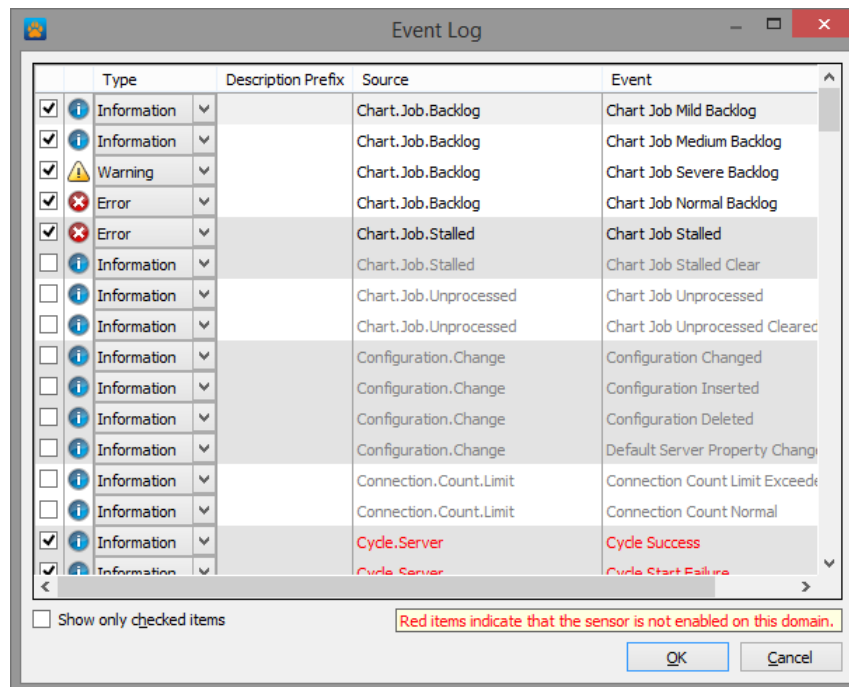 Event Log
Type Description Prefix Source Event
Information Chart.Job.Backlog Chart Job Mild Backlog
Information Chart.Job.Backlog Chart Job Medium Backlog
Warning Chart.Job.Backlog Chart Job Severe Backlog
Error Chart.Job.Backlog Chart Job Normal Backlog
Error Chart.Job.Stalled Chart Job Stalled
Information Chart.Job.Stalled Chart Job Stalled Clear
Information Chart.Job.Unprocessed Chart Job Unprocessed
Information Chart.Job.Unprocessed Chart Job Unprocessed Cleared
Information Configuration.Change Configuration Changed
Information Configuration.Change Configuration Inserted
Information Configuration.Change Configuration Deleted
Information Configuration.Change Default Server Property Chang
Information Connection.Count.Limit Connection Count Limit Exceede
Information Connection.Count.Limit Connection Count Normal
Information Cycle.Server Cycle Success
Information Cycle.Server Cycle Start Failure
Show only checked items Red items indicate that the sensor is not enabled on this domain.
OK Cancel